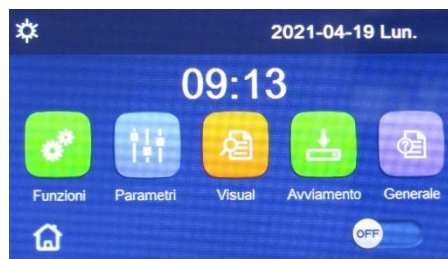 2021-04-19 Lun.
09:13
Funzioni Parametri Visual Avviamento Generale
OFF